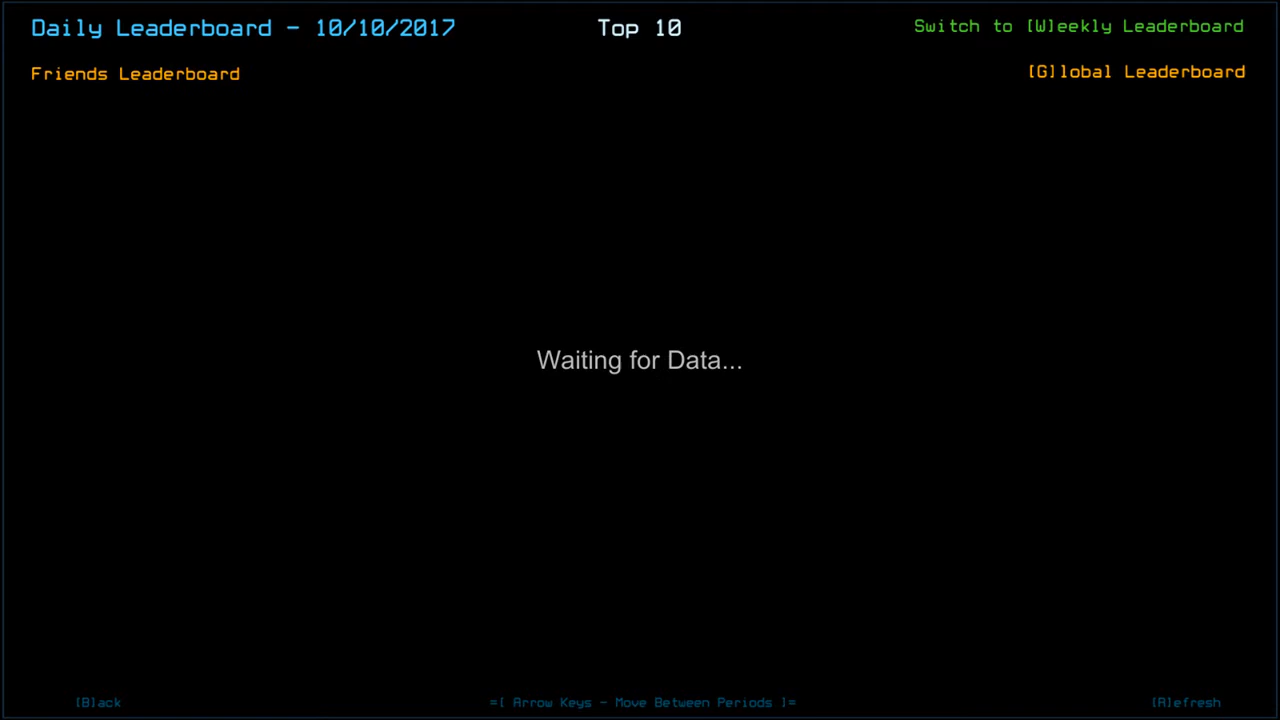 Daily Leaderboard - 10/10/2017
Top 10
Switch to [W]eekly Leaderboard
Friends Leaderboard
[G]lobal Leaderboard
Waiting for Data...
[B]ack
=[ Arrow Keys - Move Between Periods ]=
[R]efresh